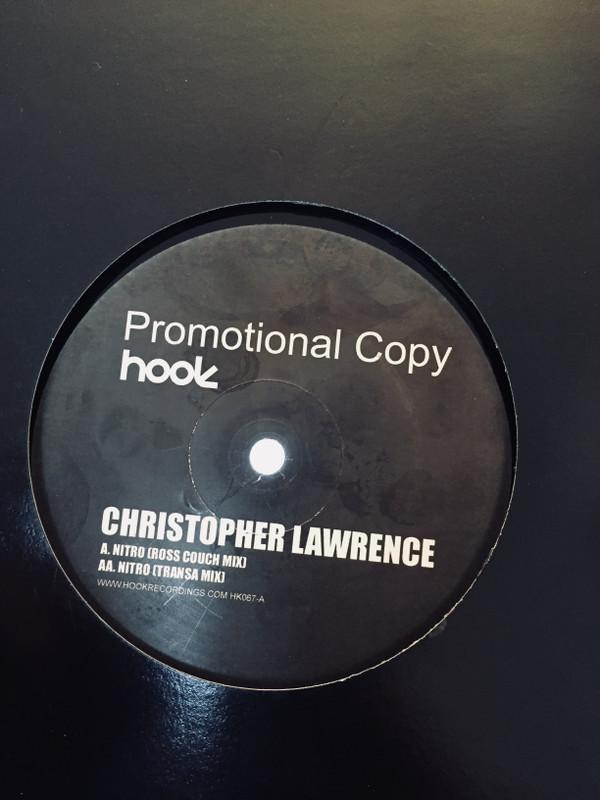 Promotional Copy
hook
CHRISTOPHER LAWRENCE
A. NITRO (ROSS COUCH MIX)
AA. NITRO (TRANSA MIX)
WWW.HOOKRECORDINGS.COM HK067-A